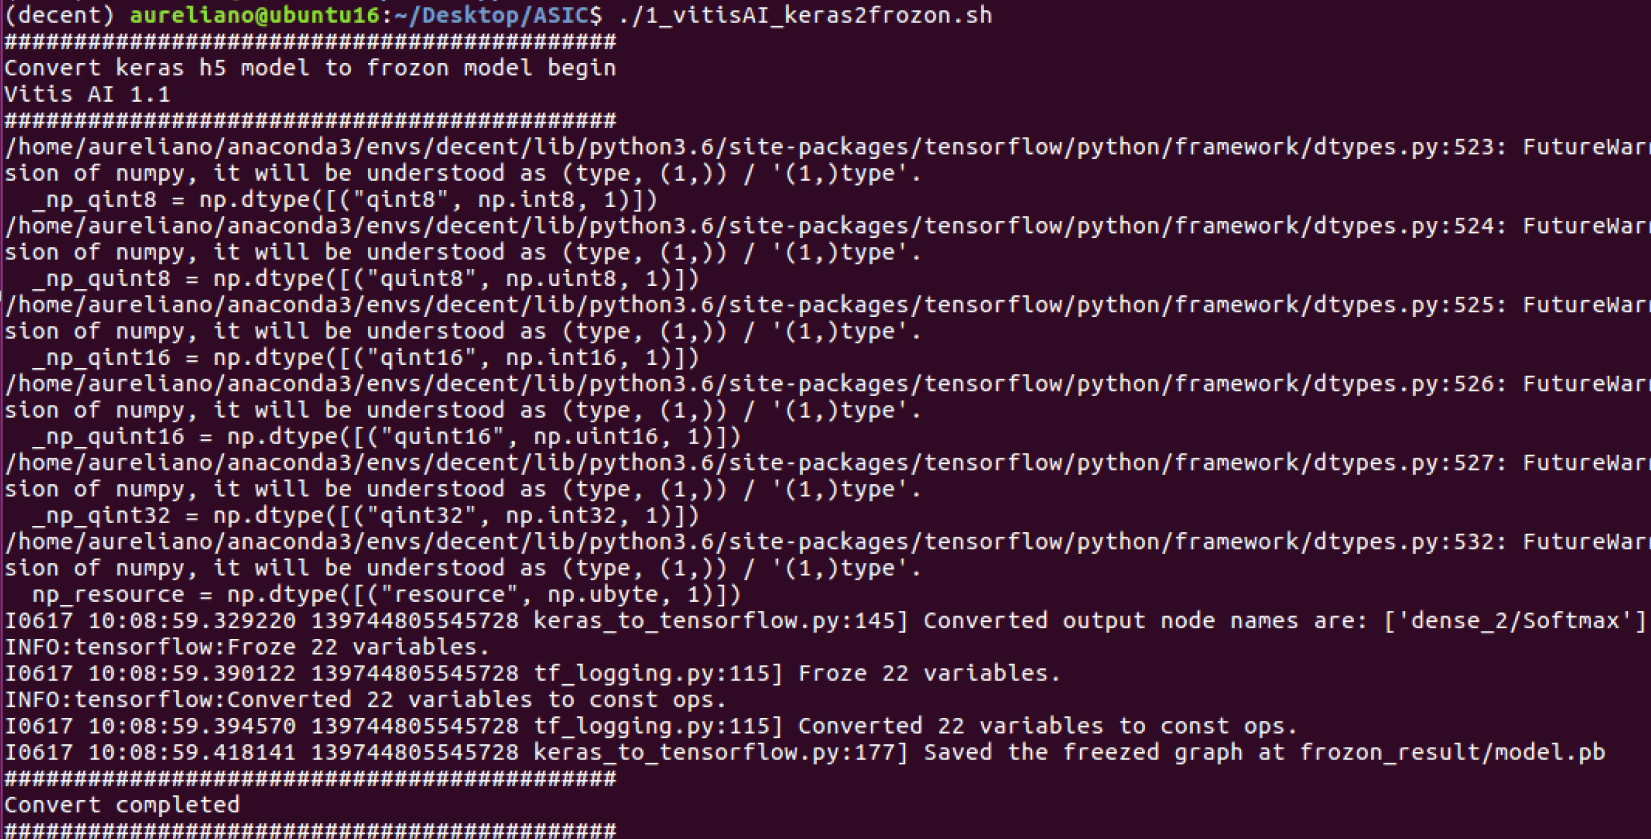 (decent) aureliano@ubuntu16:~/Desktop/ASIC$ ./1_vitisAI_keras2frozon.sh
############################################
Convert keras h5 model to frozon model begin
Vitis AI 1.1
############################################
/home/aureliano/anaconda3/envs/decent/lib/python3.6/site-packages/tensorflow/python/framework/dtypes.py:523: FutureWar
sion of numpy, it will be understood as (type, (1,)) / '(1,)type'.
  _np_qint8 = np.dtype([("qint8", np.int8, 1)])
/home/aureliano/anaconda3/envs/decent/lib/python3.6/site-packages/tensorflow/python/framework/dtypes.py:524: FutureWar
sion of numpy, it will be understood as (type, (1,)) / '(1,)type'.
  _np_quint8 = np.dtype([("quint8", np.uint8, 1)])
/home/aureliano/anaconda3/envs/decent/lib/python3.6/site-packages/tensorflow/python/framework/dtypes.py:525: FutureWar
sion of numpy, it will be understood as (type, (1,)) / '(1,)type'.
  _np_qint16 = np.dtype([("qint16", np.int16, 1)])
/home/aureliano/anaconda3/envs/decent/lib/python3.6/site-packages/tensorflow/python/framework/dtypes.py:526: FutureWar
sion of numpy, it will be understood as (type, (1,)) / '(1,)type'.
  _np_quint16 = np.dtype([("quint16", np.uint16, 1)])
/home/aureliano/anaconda3/envs/decent/lib/python3.6/site-packages/tensorflow/python/framework/dtypes.py:527: FutureWar
sion of numpy, it will be understood as (type, (1,)) / '(1,)type'.
  _np_qint32 = np.dtype([("qint32", np.int32, 1)])
/home/aureliano/anaconda3/envs/decent/lib/python3.6/site-packages/tensorflow/python/framework/dtypes.py:532: FutureWar
sion of numpy, it will be understood as (type, (1,)) / '(1,)type'.
  np_resource = np.dtype([("resource", np.ubyte, 1)])
I0617 10:08:59.329220 139744805545728 keras_to_tensorflow.py:145] Converted output node names are: ['dense_2/Softmax']
INFO:tensorflow:Froze 22 variables.
I0617 10:08:59.390122 139744805545728 tf_logging.py:115] Froze 22 variables.
INFO:tensorflow:Converted 22 variables to const ops.
I0617 10:08:59.394570 139744805545728 tf_logging.py:115] Converted 22 variables to const ops.
I0617 10:08:59.418141 139744805545728 keras_to_tensorflow.py:177] Saved the freezed graph at frozon_result/model.pb
############################################
Convert completed
############################################